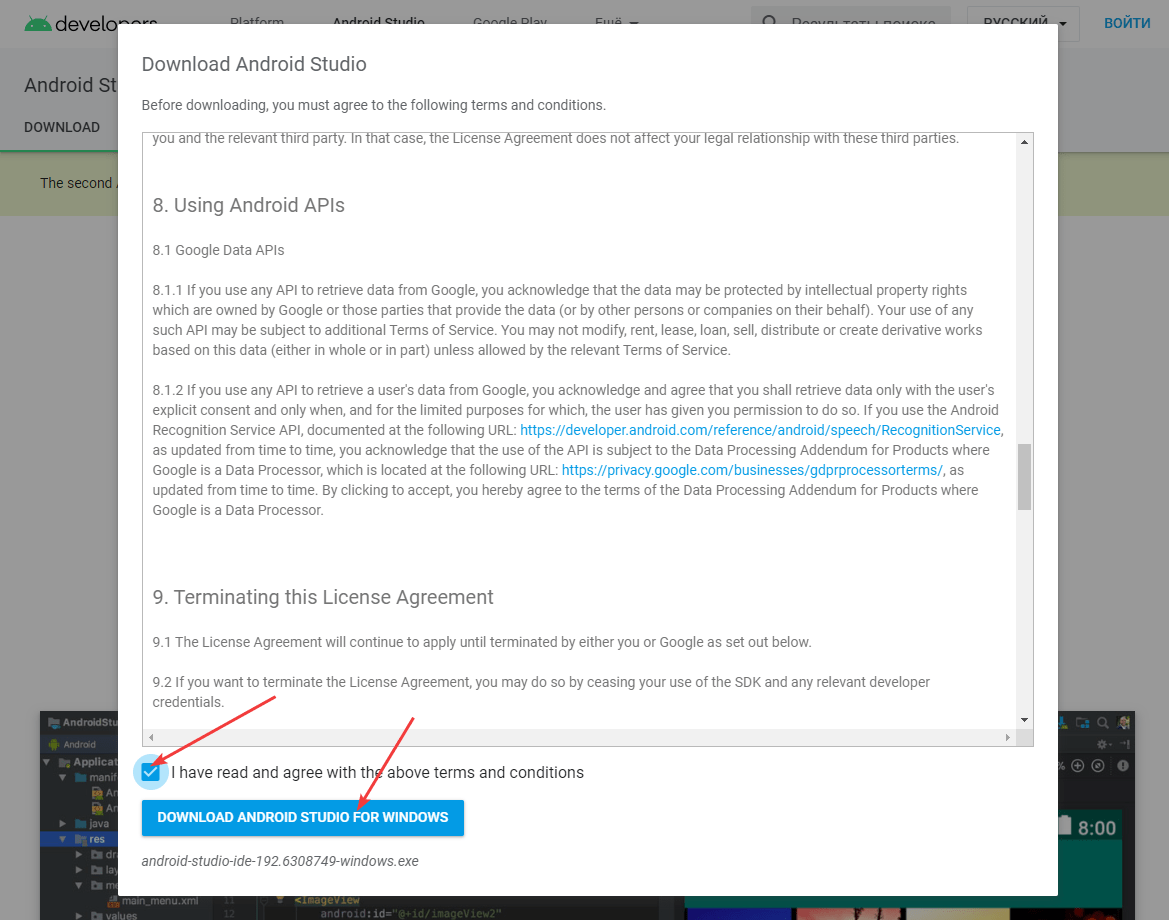 developers
Platform
Android Studio
Google Play
Ещё
Результаты поиска
РУССКИЙ
ВОЙТИ
Android St
DOWNLOAD
The second
Download Android Studio
Before downloading, you must agree to the following terms and conditions.
you and the relevant third party. In that case, the License Agreement does not affect your legal relationship with these third parties.
8. Using Android APIs
8.1 Google Data APIs
8.1.1 If you use any API to retrieve data from Google, you acknowledge that the data may be protected by intellectual property rights
which are owned by Google or those parties that provide the data (or by other persons or companies on their behalf). Your use of any
such API may be subject to additional Terms of Service. You may not modify, rent, lease, loan, sell, distribute or create derivative works
based on this data (either in whole or in part) unless allowed by the relevant Terms of Service.
8.1.2 If you use any API to retrieve a user's data from Google, you acknowledge and agree that you shall retrieve data only with the user's
explicit consent and only when, and for the limited purposes for which, the user has given you permission to do so. If you use the Android
Recognition Service API, documented at the following URL: https://developer.android.com/reference/android/speech/RecognitionService,
as updated from time to time, you acknowledge that the use of the API is subject to the Data Processing Addendum for Products where
Google is a Data Processor, which is located at the following URL: https://privacy.google.com/businesses/gdprprocessorterms/, as
updated from time to time. By clicking to accept, you hereby agree to the terms of the Data Processing Addendum for Products where
Google is a Data Processor.
9. Terminating this License Agreement
9.1 The License Agreement will continue to apply until terminated by either you or Google as set out below.
9.2 If you want to terminate the License Agreement, you may do so by ceasing your use of the SDK and any relevant developer
credentials.
I have read and agree with the above terms and conditions
DOWNLOAD ANDROID STUDIO FOR WINDOWS
android-studio-ide-192.6308749-windows.exe
AndroidStu
Android
Applicat
manife
An
An
java
res
dra
lay
me
main_menu.xml
values
11
12
<ImageView
android:id="@+id/imageView2"
%
8:00